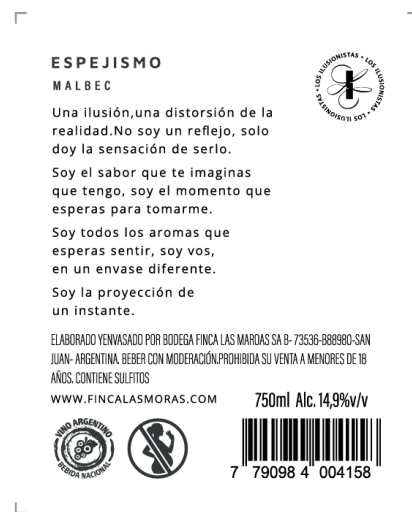 ESPEJISMO
MALBEC
LOS ILUSIONISTAS • LOS ILUSIONISTAS • LOS ILUSIONISTAS •
Una ilusión,una distorsión de la
realidad.No soy un reflejo, solo
doy la sensación de serlo.
Soy el sabor que te imaginas
que tengo, soy el momento que
esperas para tomarme.
Soy todos los aromas que
esperas sentir, soy vos,
en un envase diferente.
Soy la proyección de
un instante.
ELABORADO YENVASADO POR BODEGA FINCA LAS MAROAS SA B- 73536-B88980-SAN
JUAN- ARGENTINA. BEBER CON MODERACIÓN.PROHIBIDA SU VENTA A MENORES DE 18
AÑOS. CONTIENE SULFITOS
WWW.FINCALASMORAS.COM
750ml Alc. 14,9%v/v
VINO ARGENTINO
BEBIDA NACIONAL
7 79098 4 004158